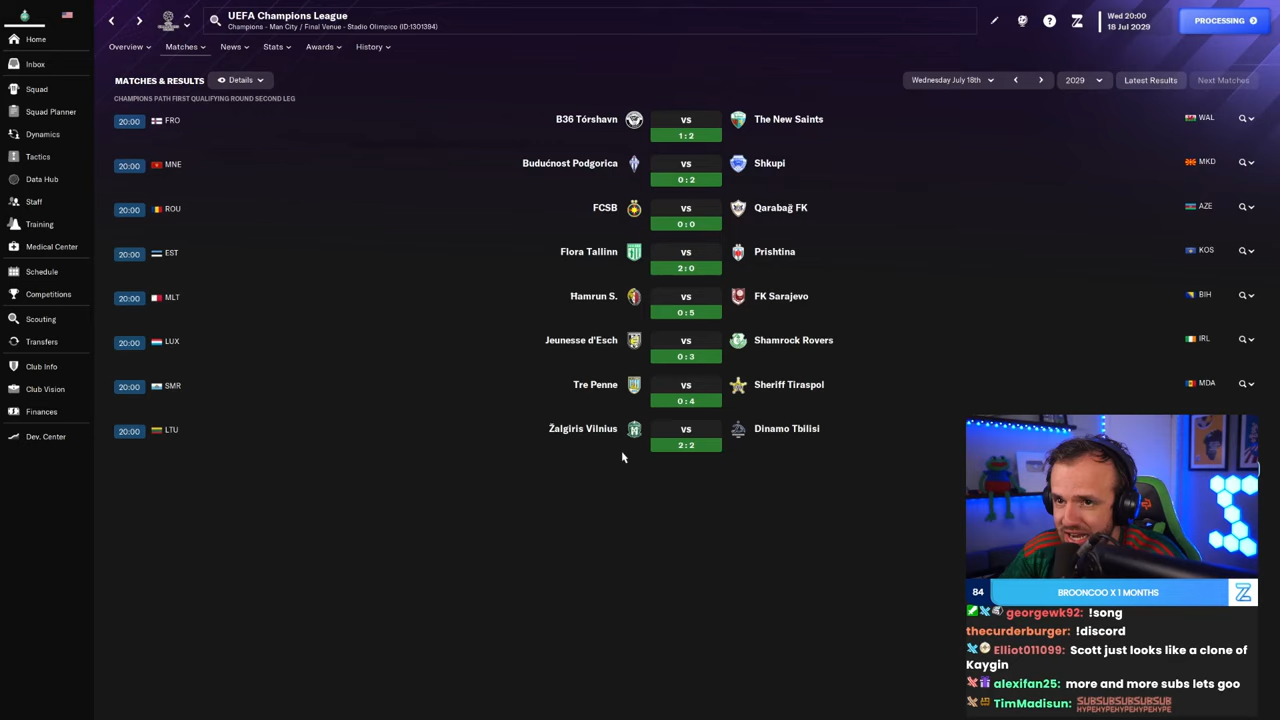 UEFA Champions League
Champions - Man City / Final Venue - Stadio Olimpico (ID:1301394)
Wed 20:00
18 Jul 2029
PROCESSING
Home
Overview
Matches
News
Stats
Awards
History
Inbox
MATCHES & RESULTS
Details
Wednesday July 18th
2029
Latest Results
Next Matches
Squad
CHAMPIONS PATH FIRST QUALIFYING ROUND SECOND LEG
Squad Planner
20:00 FRO B36 Tórshavn vs The New Saints WAL
1 : 2
Dynamics
Tactics
20:00 MNE Budućnost Podgorica vs Shkupi MKD
0 : 2
Data Hub
Staff
20:00 ROU FCSB vs Qarabağ FK AZE
0 : 0
Training
Medical Center
20:00 EST Flora Tallinn vs Prishtina KOS
2 : 0
Schedule
Competitions
20:00 MLT Hamrun S. vs FK Sarajevo BIH
0 : 5
Scouting
Transfers
20:00 LUX Jeunesse d'Esch vs Shamrock Rovers IRL
0 : 3
Club Info
Club Vision
20:00 SMR Tre Penne vs Sheriff Tiraspol MDA
0 : 4
Finances
Dev. Center
20:00 LTU Žalgiris Vilnius vs Dinamo Tbilisi
2 : 2
84 BROONCOO X 1 MONTHS
georgewk92: !song
thecurderburger: !discord
Elliot011099: Scott just looks like a clone of
Kaygin
alexifan25: more and more subs lets goo
TimMadisun: SUBSUBSUBSUBSUB
HYPEHYPEHYPEHYPE